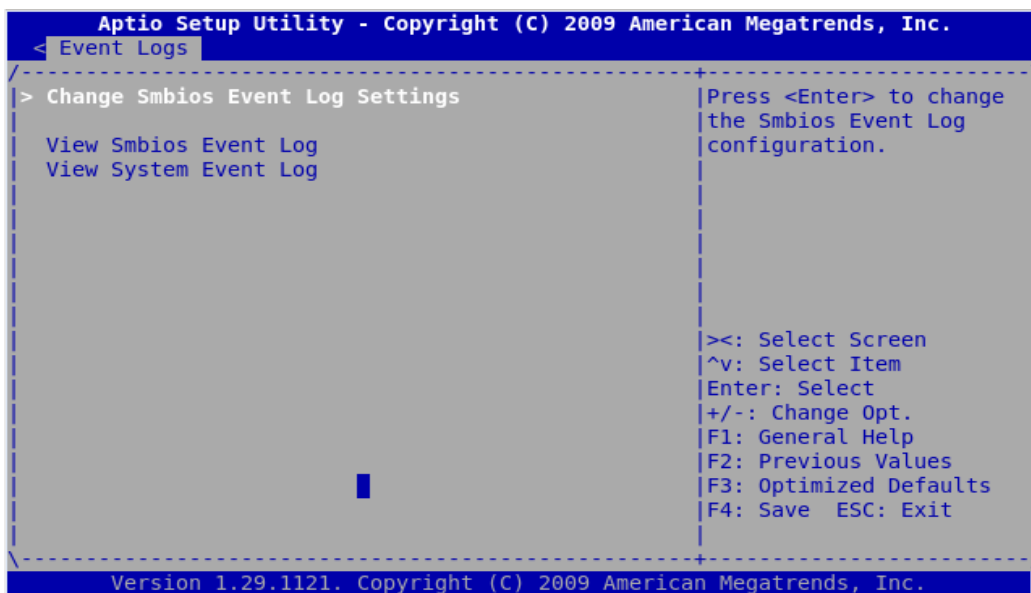 Aptio Setup Utility - Copyright (C) 2009 American Megatrends, Inc.
< Event Logs
> Change Smbios Event Log Settings
View Smbios Event Log
View System Event Log
Press <Enter> to change
the Smbios Event Log
configuration.
><: Select Screen
^v: Select Item
Enter: Select
+/-: Change Opt.
F1: General Help
F2: Previous Values
F3: Optimized Defaults
F4: Save  ESC: Exit
Version 1.29.1121. Copyright (C) 2009 American Megatrends, Inc.